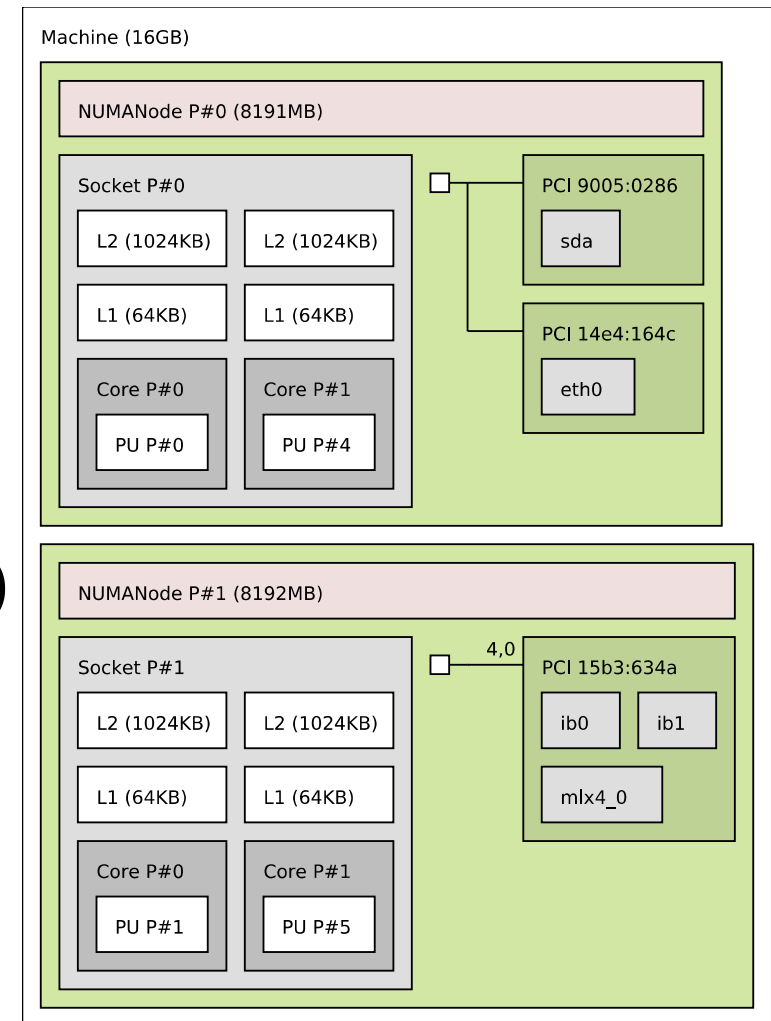 Machine (16GB)
NUMANode P#0 (8191MB)
Socket P#0
PCI 9005:0286
L2 (1024KB)
L2 (1024KB)
sda
L1 (64KB)
L1 (64KB)
PCI 14e4:164c
Core P#0
Core P#1
eth0
PU P#0
PU P#4
NUMANode P#1 (8192MB)
4,0
Socket P#1
PCI 15b3:634a
L2 (1024KB)
L2 (1024KB)
ib0
ib1
L1 (64KB)
L1 (64KB)
mlx4_0
Core P#0
Core P#1
PU P#1
PU P#5